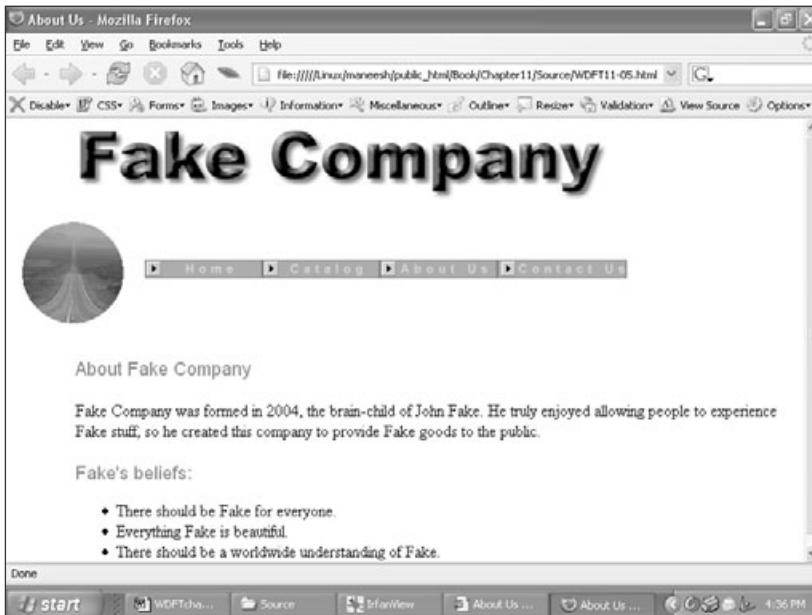 About Us - Mozilla Firefox
File Edit View Go Bookmarks Tools Help
file://///Linux/maneesh/public_html/Book/Chapter11/Source/WDFT11-05.html G.
Disable CSS Forms Images Information Miscellaneous Outline Resize Validation View Source Options
Fake Company
Home Catalog About Us Contact Us
About Fake Company
Fake Company was formed in 2004, the brain-child of John Fake. He truly enjoyed allowing people to experience
Fake stuff, so he created this company to provide Fake goods to the public.
Fake's beliefs:
There should be Fake for everyone.
Everything Fake is beautiful.
There should be a worldwide understanding of Fake.
Done
start WDFTcha... Source IrfanView About Us ... About Us ... 4:36 PM